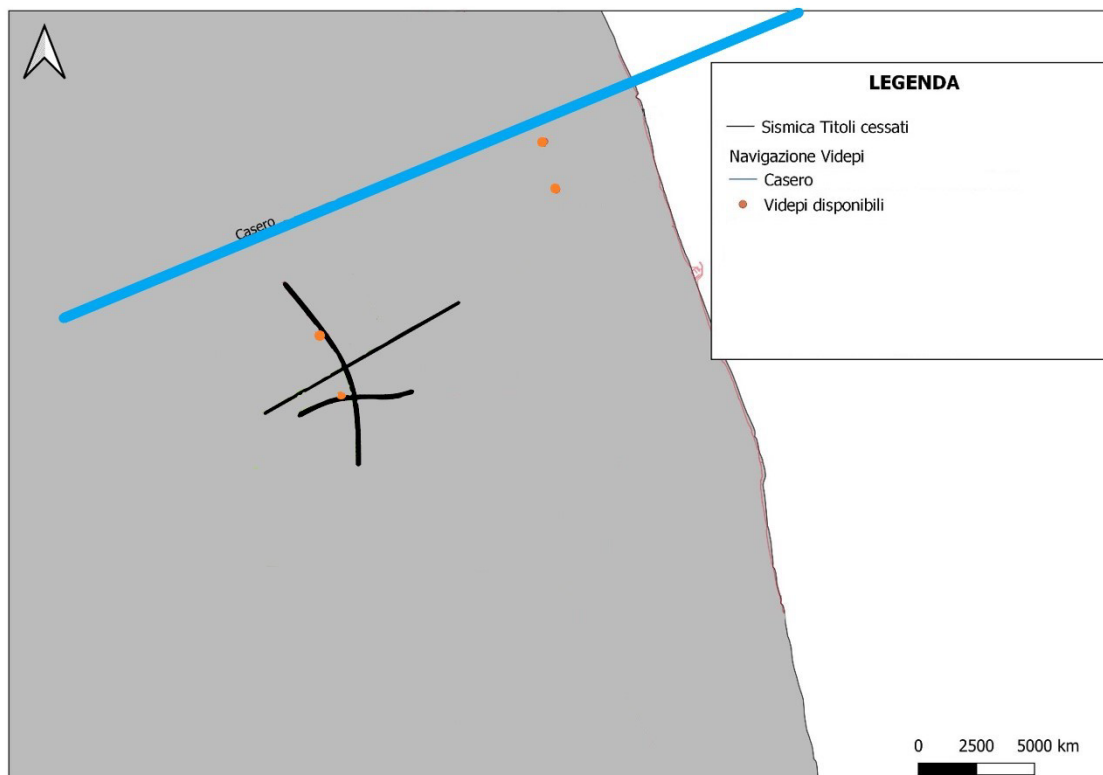 LEGENDA
Sismica Titoli cessati
Navigazione Videpi
Casero
Videpi disponibili
Casero
0 2500 5000 km